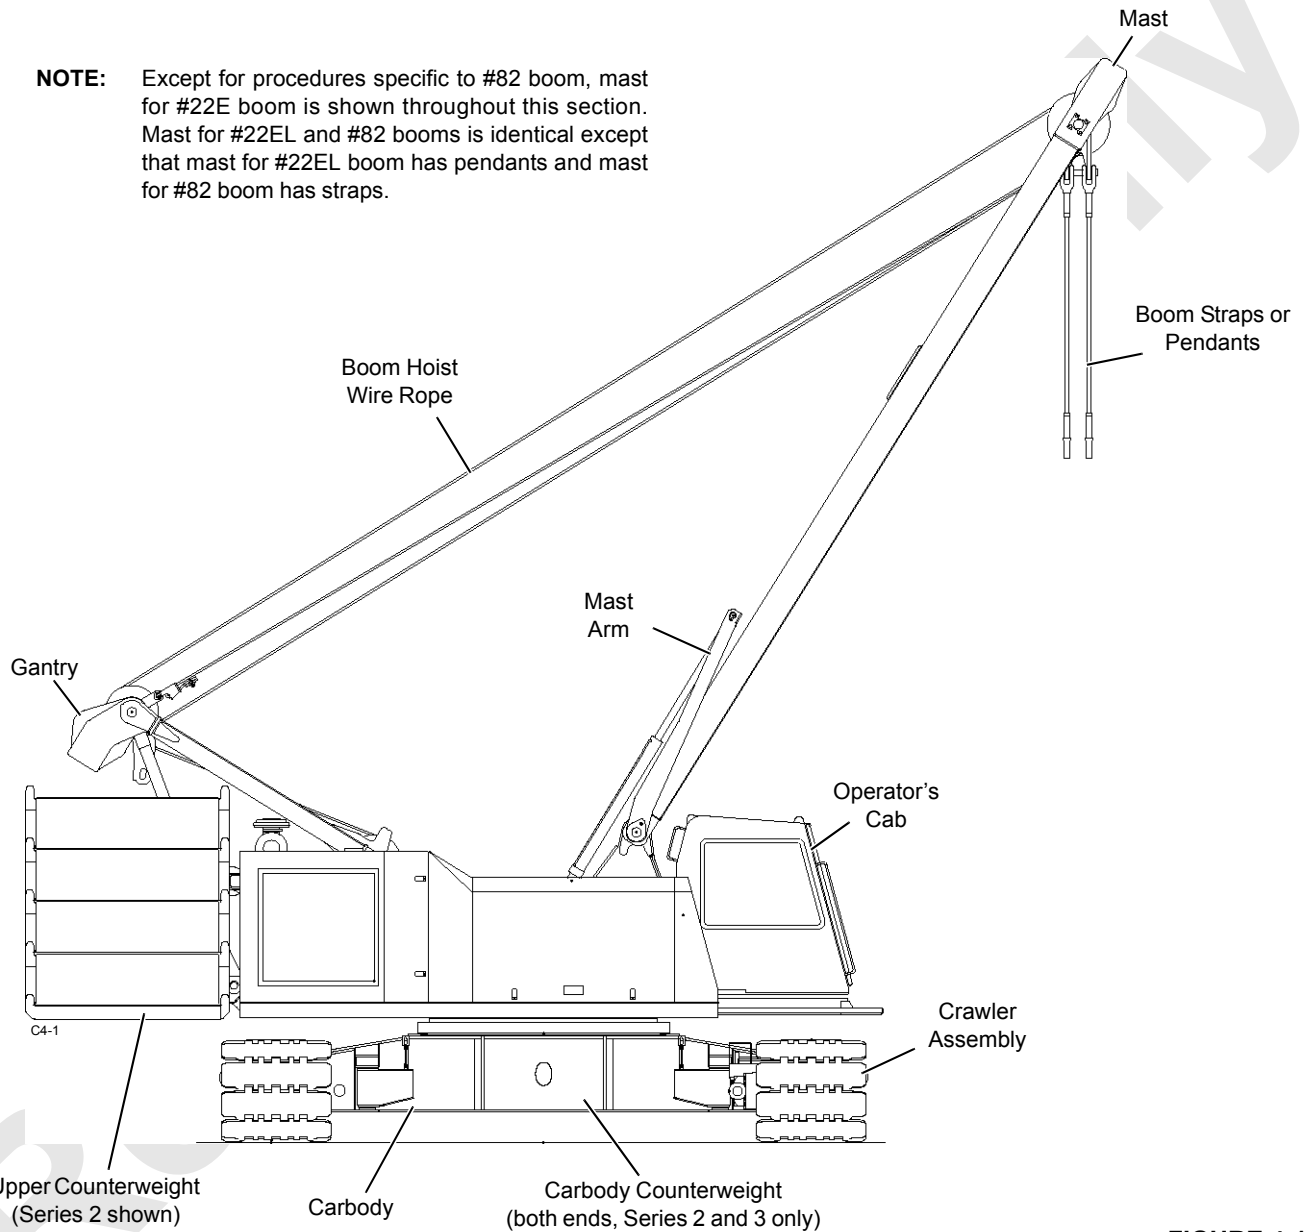 Mast
NOTE: Except for procedures specific to #82 boom, mast
for #22E boom is shown throughout this section.
Mast for #22EL and #82 booms is identical except
that mast for #22EL boom has pendants and mast
for #82 boom has straps.
Boom Straps or
Pendants
Boom Hoist
Wire Rope
Mast
Arm
Gantry
Operator's
Cab
C4-1
Crawler
Assembly
Upper Counterweight
(Series 2 shown)
Carbody
Carbody Counterweight
(both ends, Series 2 and 3 only)